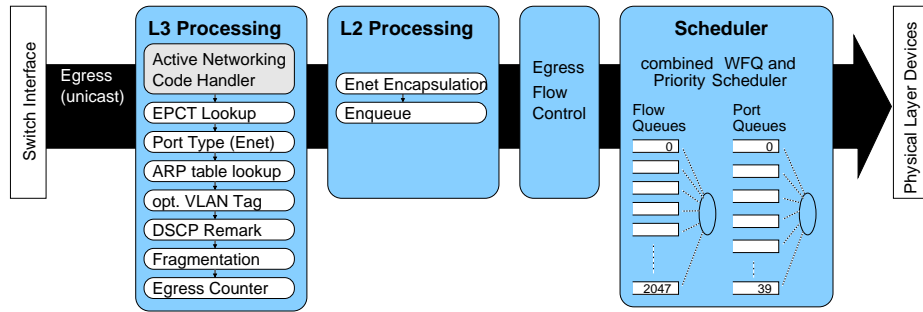 Switch Interface
Egress
(unicast)
L3 Processing
Active Networking
Code Handler
EPCT Lookup
Port Type (Enet)
ARP table lookup
opt. VLAN Tag
DSCP Remark
Fragmentation
Egress Counter
L2 Processing
Enet Encapsulation
Enqueue
Egress
Flow
Control
Scheduler
combined WFQ and
Priority Scheduler
Flow
Queues
0
2047
Port
Queues
0
39
Physical Layer Devices